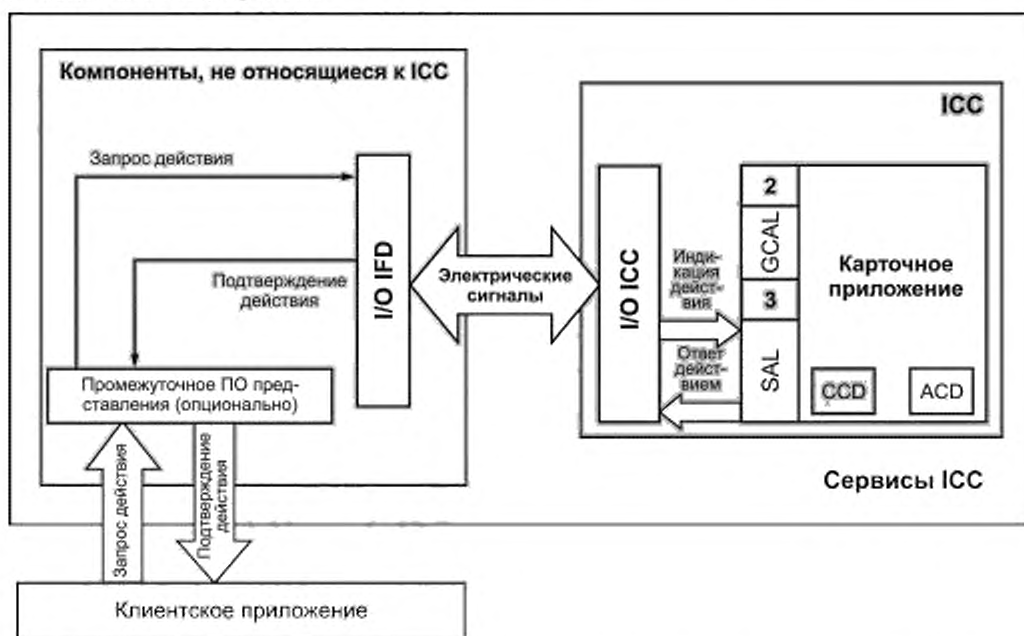 Компоненты, не относящиеся к ICC
ICC
Запрос действия
I/O IFD
Подтверждение
действия
Электрические
сигналы
I/O ICC
Инди-
кация
дейст-
вия
Ответ
дейст-
вием
2
GCAL
3
SAL
Карточное
приложение
CCD
ACD
Промежуточное ПО пред-
ставления (опционально)
Сервисы ICC
Запрос действия
Подтверждение
действия
Клиентское приложение